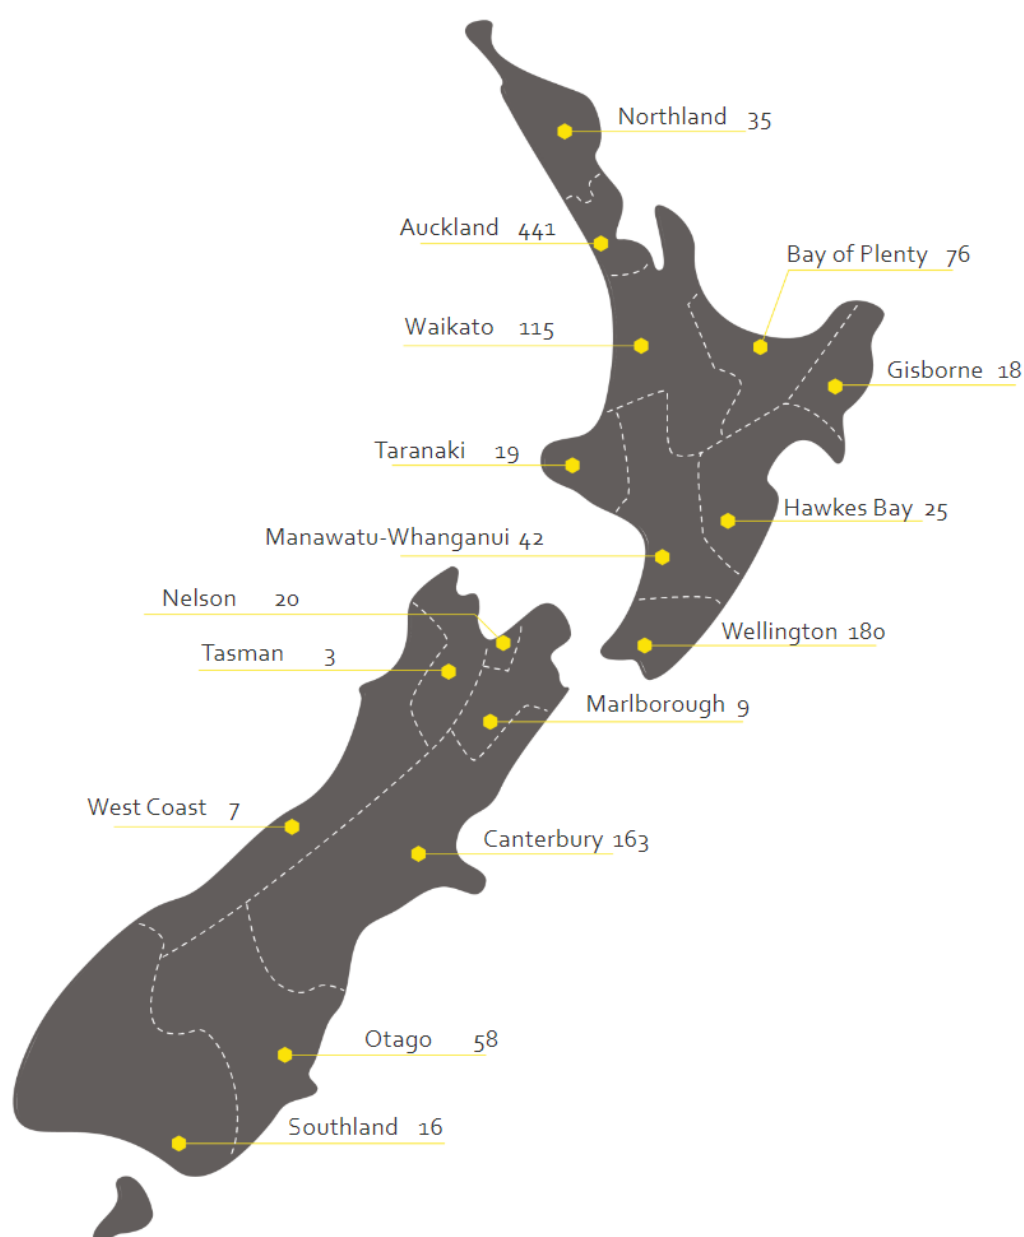 Northland 35
Auckland 441
Bay of Plenty 76
Waikato 115
Gisborne 18
Taranaki 19
Hawkes Bay 25
Manawatu-Whanganui 42
Nelson 20
Wellington 180
Tasman 3
Marlborough 9
West Coast 7
Canterbury 163
Otago 58
Southland 16